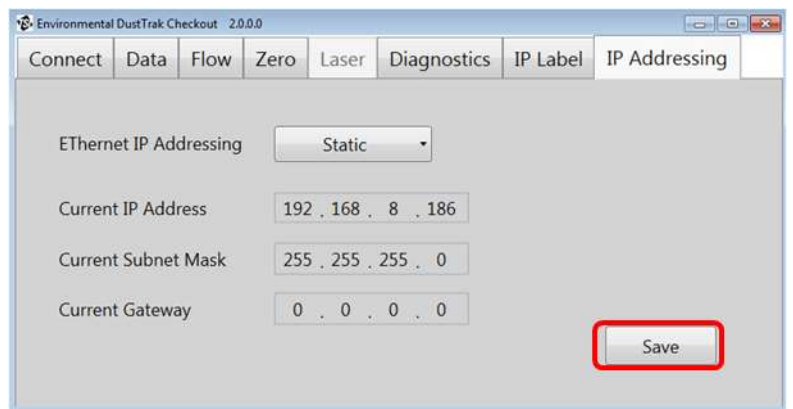 Environmental DustTrak Checkout 2.0.0.0
Connect Data Flow Zero Laser Diagnostics IP Label IP Addressing
EThernet IP Addressing Static
Current IP Address 192 . 168 . 8 . 186
Current Subnet Mask 255 . 255 . 255 . 0
Current Gateway 0 . 0 . 0 . 0
Save